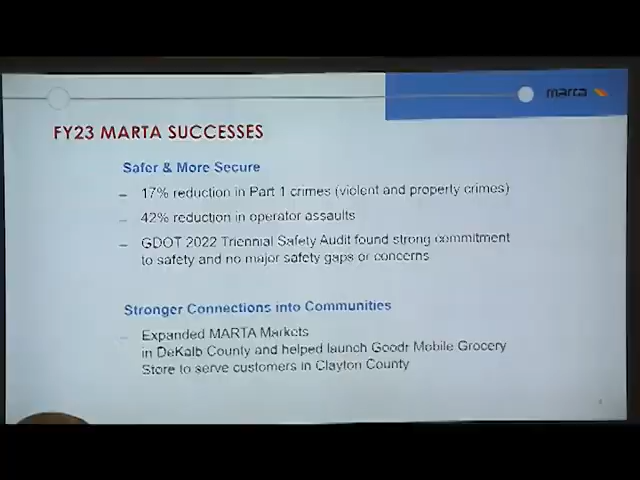 marta
FY23 MARTA SUCCESSES
Safer & More Secure
– 17% reduction in Part 1 crimes (violent and property crimes)
– 42% reduction in operator assaults
– GDOT 2022 Triennial Safety Audit found strong commitment
to safety and no major safety gaps or concerns
Stronger Connections into Communities
– Expanded MARTA Markets
in DeKalb County and helped launch Goodr Mobile Grocery
Store to serve customers in Clayton County